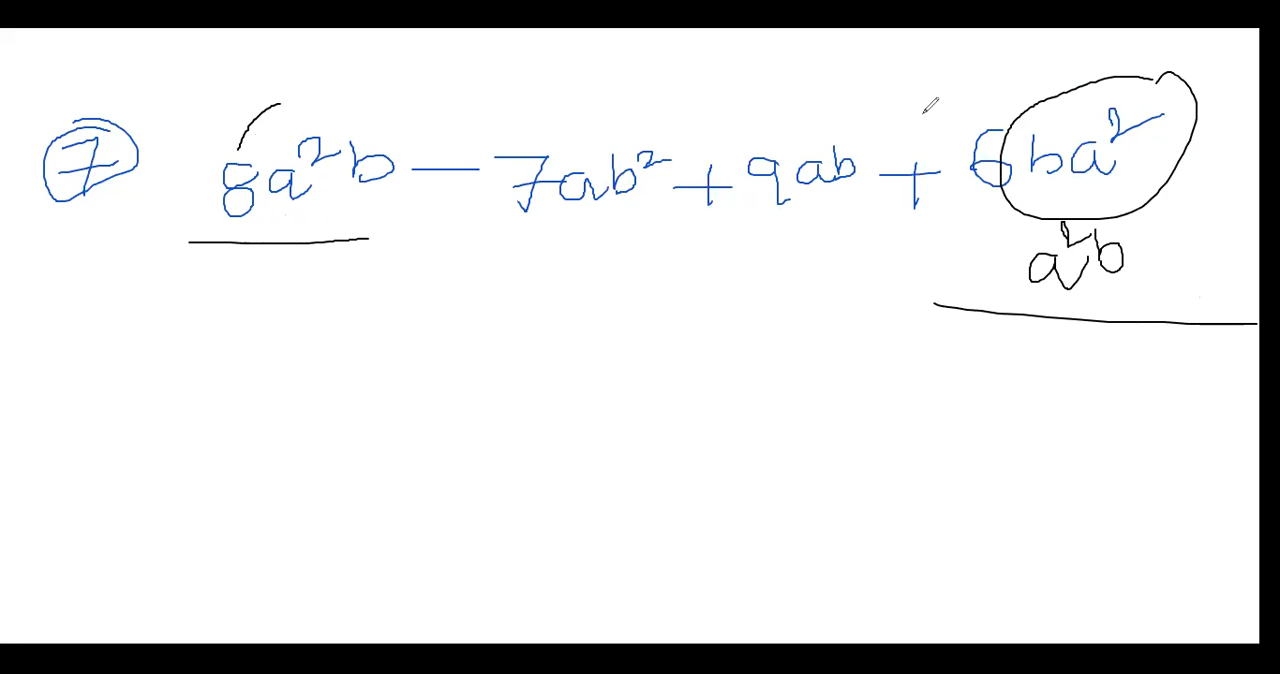 7 8a²b - 7ab² + 9ab + 6ba²
a²b